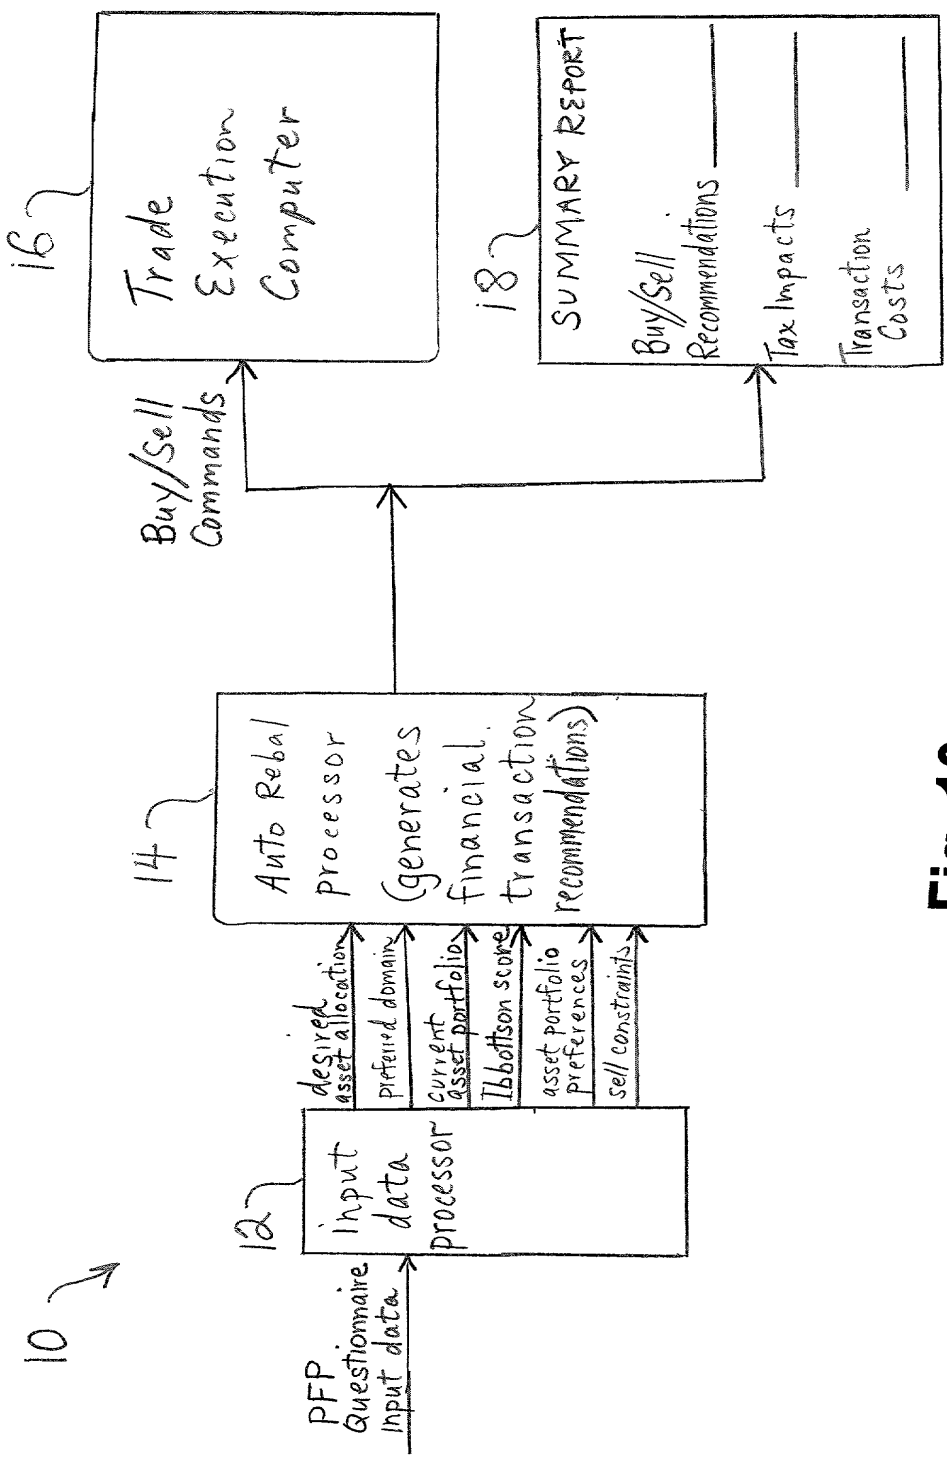 10
PFP
Questionnaire
Input data
12
input
data
processor
desired
asset allocation
preferred domain
current
asset portfolio
Ibbottson score
asset portfolio
preferences
sell constraints
14
Auto Rebal
processor
(generates
financial
transaction
recommendations)
Buy/Sell
Commands
16
Trade
Execution
Computer
18
SUMMARY REPORT
Buy/Sell
Recommendations
Tax Impacts
Transaction
Costs